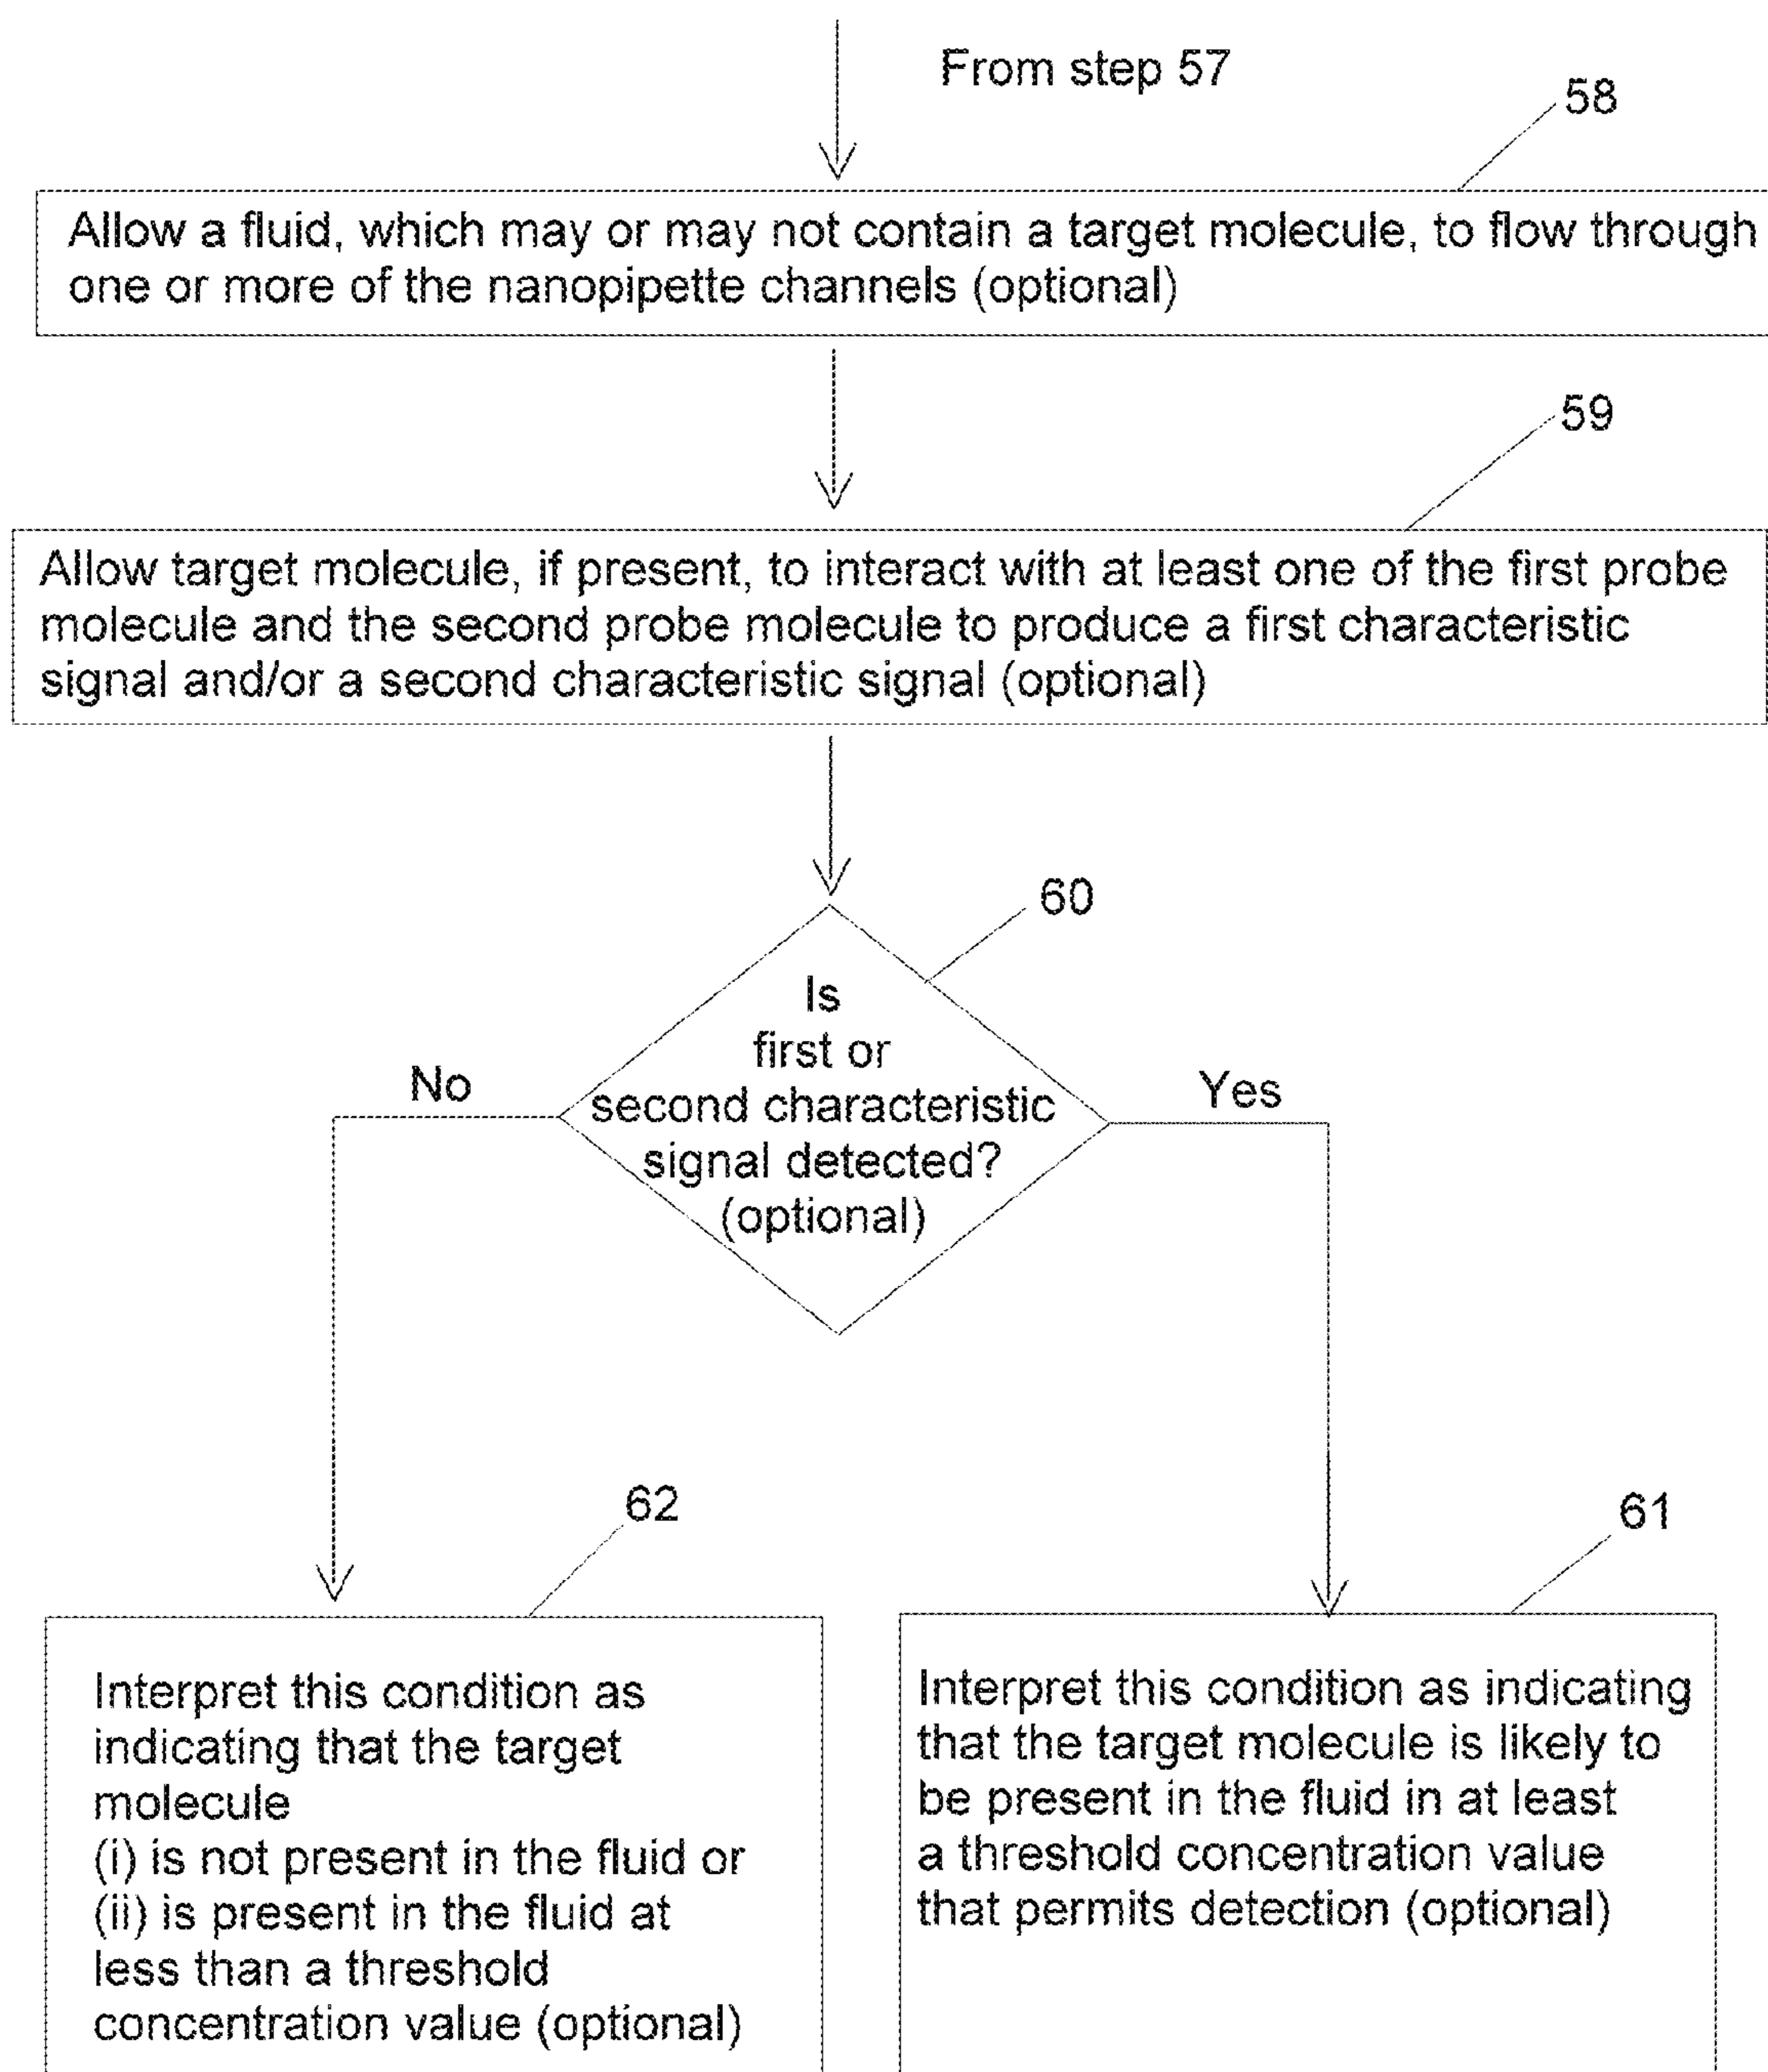 From step 57
58
Allow a fluid, which may or may not contain a target molecule, to flow through
one or more of the nanopipette channels (optional)
59
Allow target molecule, if present, to interact with at least one of the first probe
molecule and the second probe molecule to produce a first characteristic
signal and/or a second characteristic signal (optional)
60
Is
first or
second characteristic
signal detected?
(optional)
No
Yes
62
Interpret this condition as
indicating that the target
molecule
(i) is not present in the fluid or
(ii) is present in the fluid at
less than a threshold
concentration value (optional)
61
Interpret this condition as indicating
that the target molecule is likely to
be present in the fluid in at least
a threshold concentration value
that permits detection (optional)